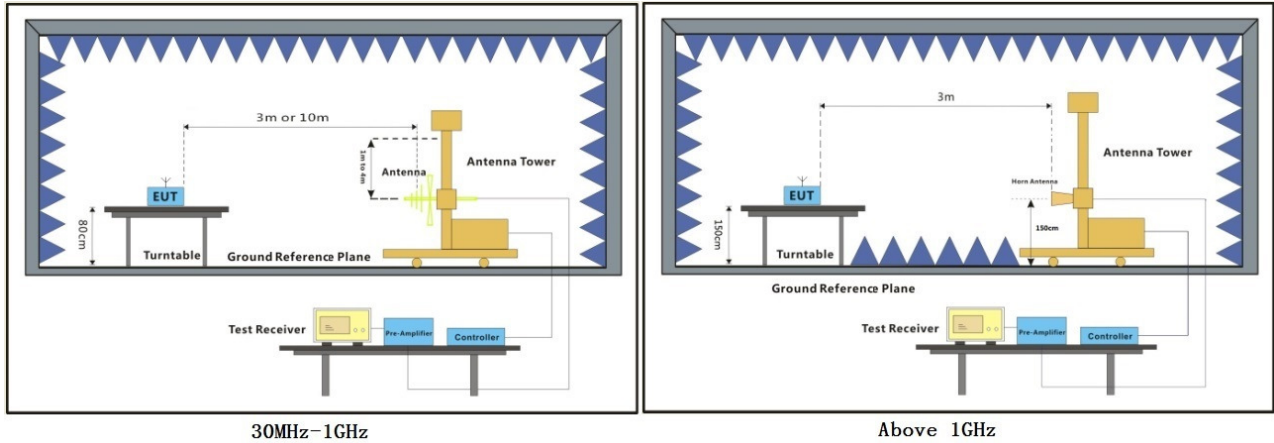 3m or 10m
1m to 4m
Antenna
Antenna Tower
EUT
80cm
Turntable
Ground Reference Plane
Test Receiver
Pre-Amplifier
Controller
30MHz-1GHz
3m
Antenna Tower
Horn Antenna
EUT
150cm
150cm
Turntable
Ground Reference Plane
Test Receiver
Pre-Amplifier
Controller
Above 1GHz